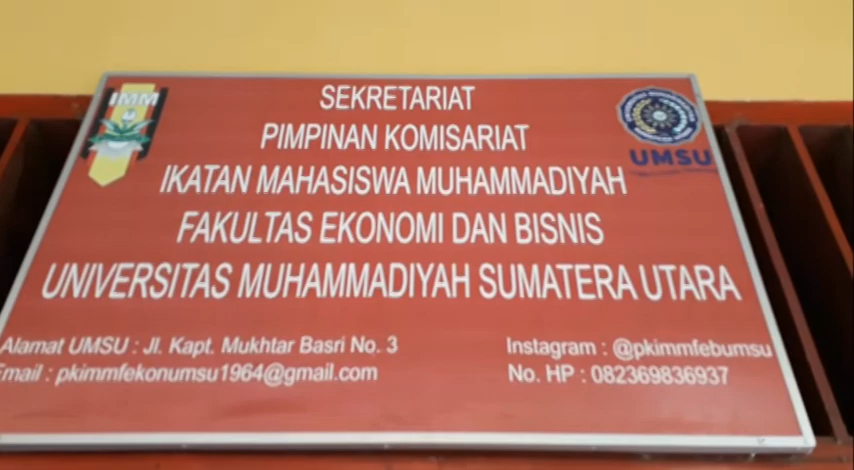 IMM
SEKRETARIAT
PIMPINAN KOMISARIAT
IKATAN MAHASISWA MUHAMMADIYAH
FAKULTAS EKONOMI DAN BISNIS
UNIVERSITAS MUHAMMADIYAH SUMATERA UTARA
UMSU
Alamat UMSU : Jl. Kapt. Mukhtar Basri No. 3
Email : pkimmfekonumsu1964@gmail.com
Instagram : @pkimmfebumsu
No. HP : 082369836937